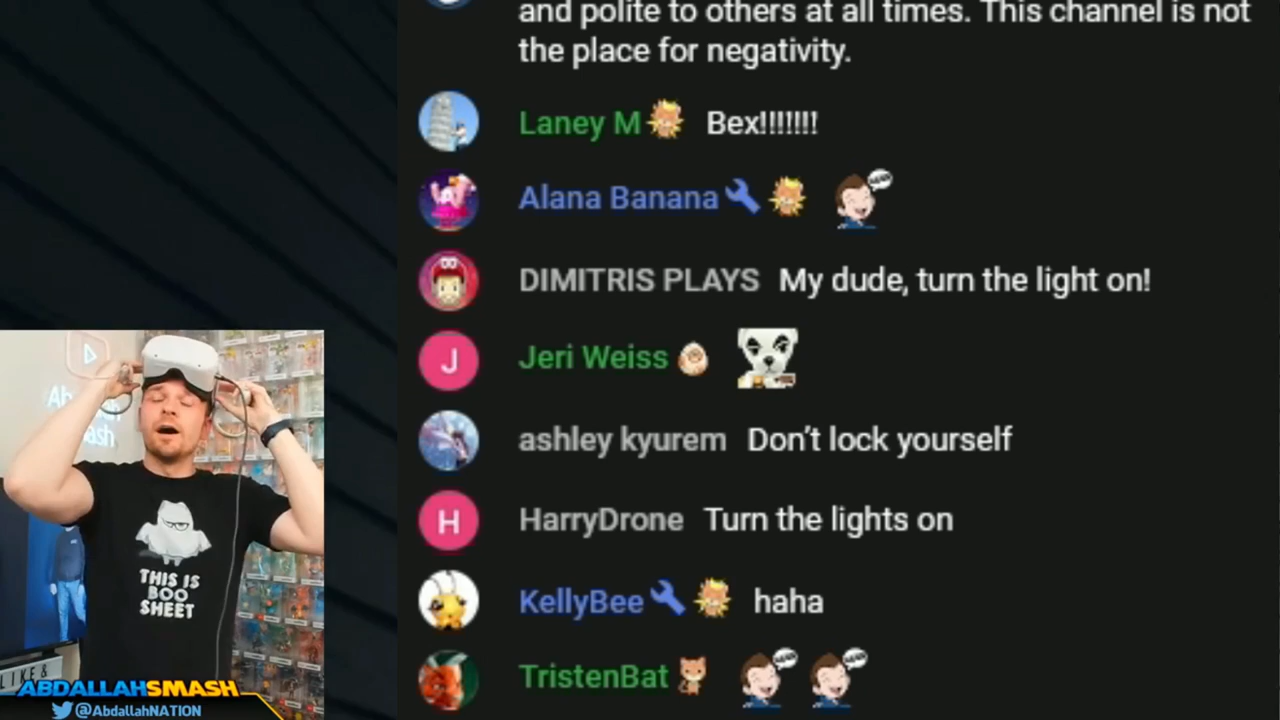 and polite to others at all times. This channel is not
the place for negativity.
Laney M Bex!!!!!!!
Alana Banana
DIMITRIS PLAYS My dude, turn the light on!
Jeri Weiss
J
ashley kyurem Don't lock yourself
HarryDrone Turn the lights on
H
KellyBee haha
TristenBat
THIS IS
BOO
SHEET
LIKE &
ABDALLAHSMASH
@AbdallahNATION